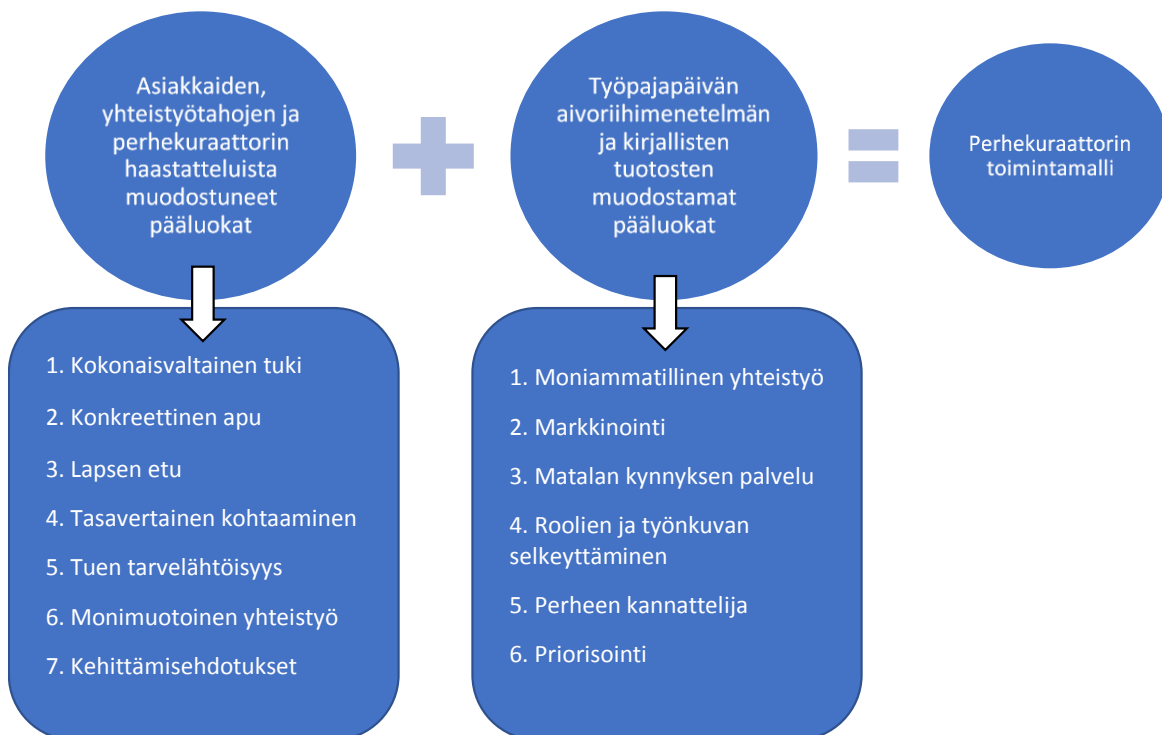 Asiakkaiden,
yhteistyötahojen ja
perhekuraattorin
haastatteluista
muodostuneet
pääluokat
Työpajapäivän
aivoriihimenetelmän
ja kirjallisten
tuotosten
muodostamat
pääluokat
Perhekuraattorin
toimintamalli
1. Kokonaisvaltainen tuki
2. Konkreettinen apu
3. Lapsen etu
4. Tasavertainen kohtaaminen
5. Tuen tarvelähtöisyys
6. Monimuotoinen yhteistyö
7. Kehittämisehdotukset
1. Moniammatillinen yhteistyö
2. Markkinointi
3. Matalan kynnyksen palvelu
4. Roolien ja työnkuvan
selkeyttäminen
5. Perheen kannattelija
6. Priorisointi